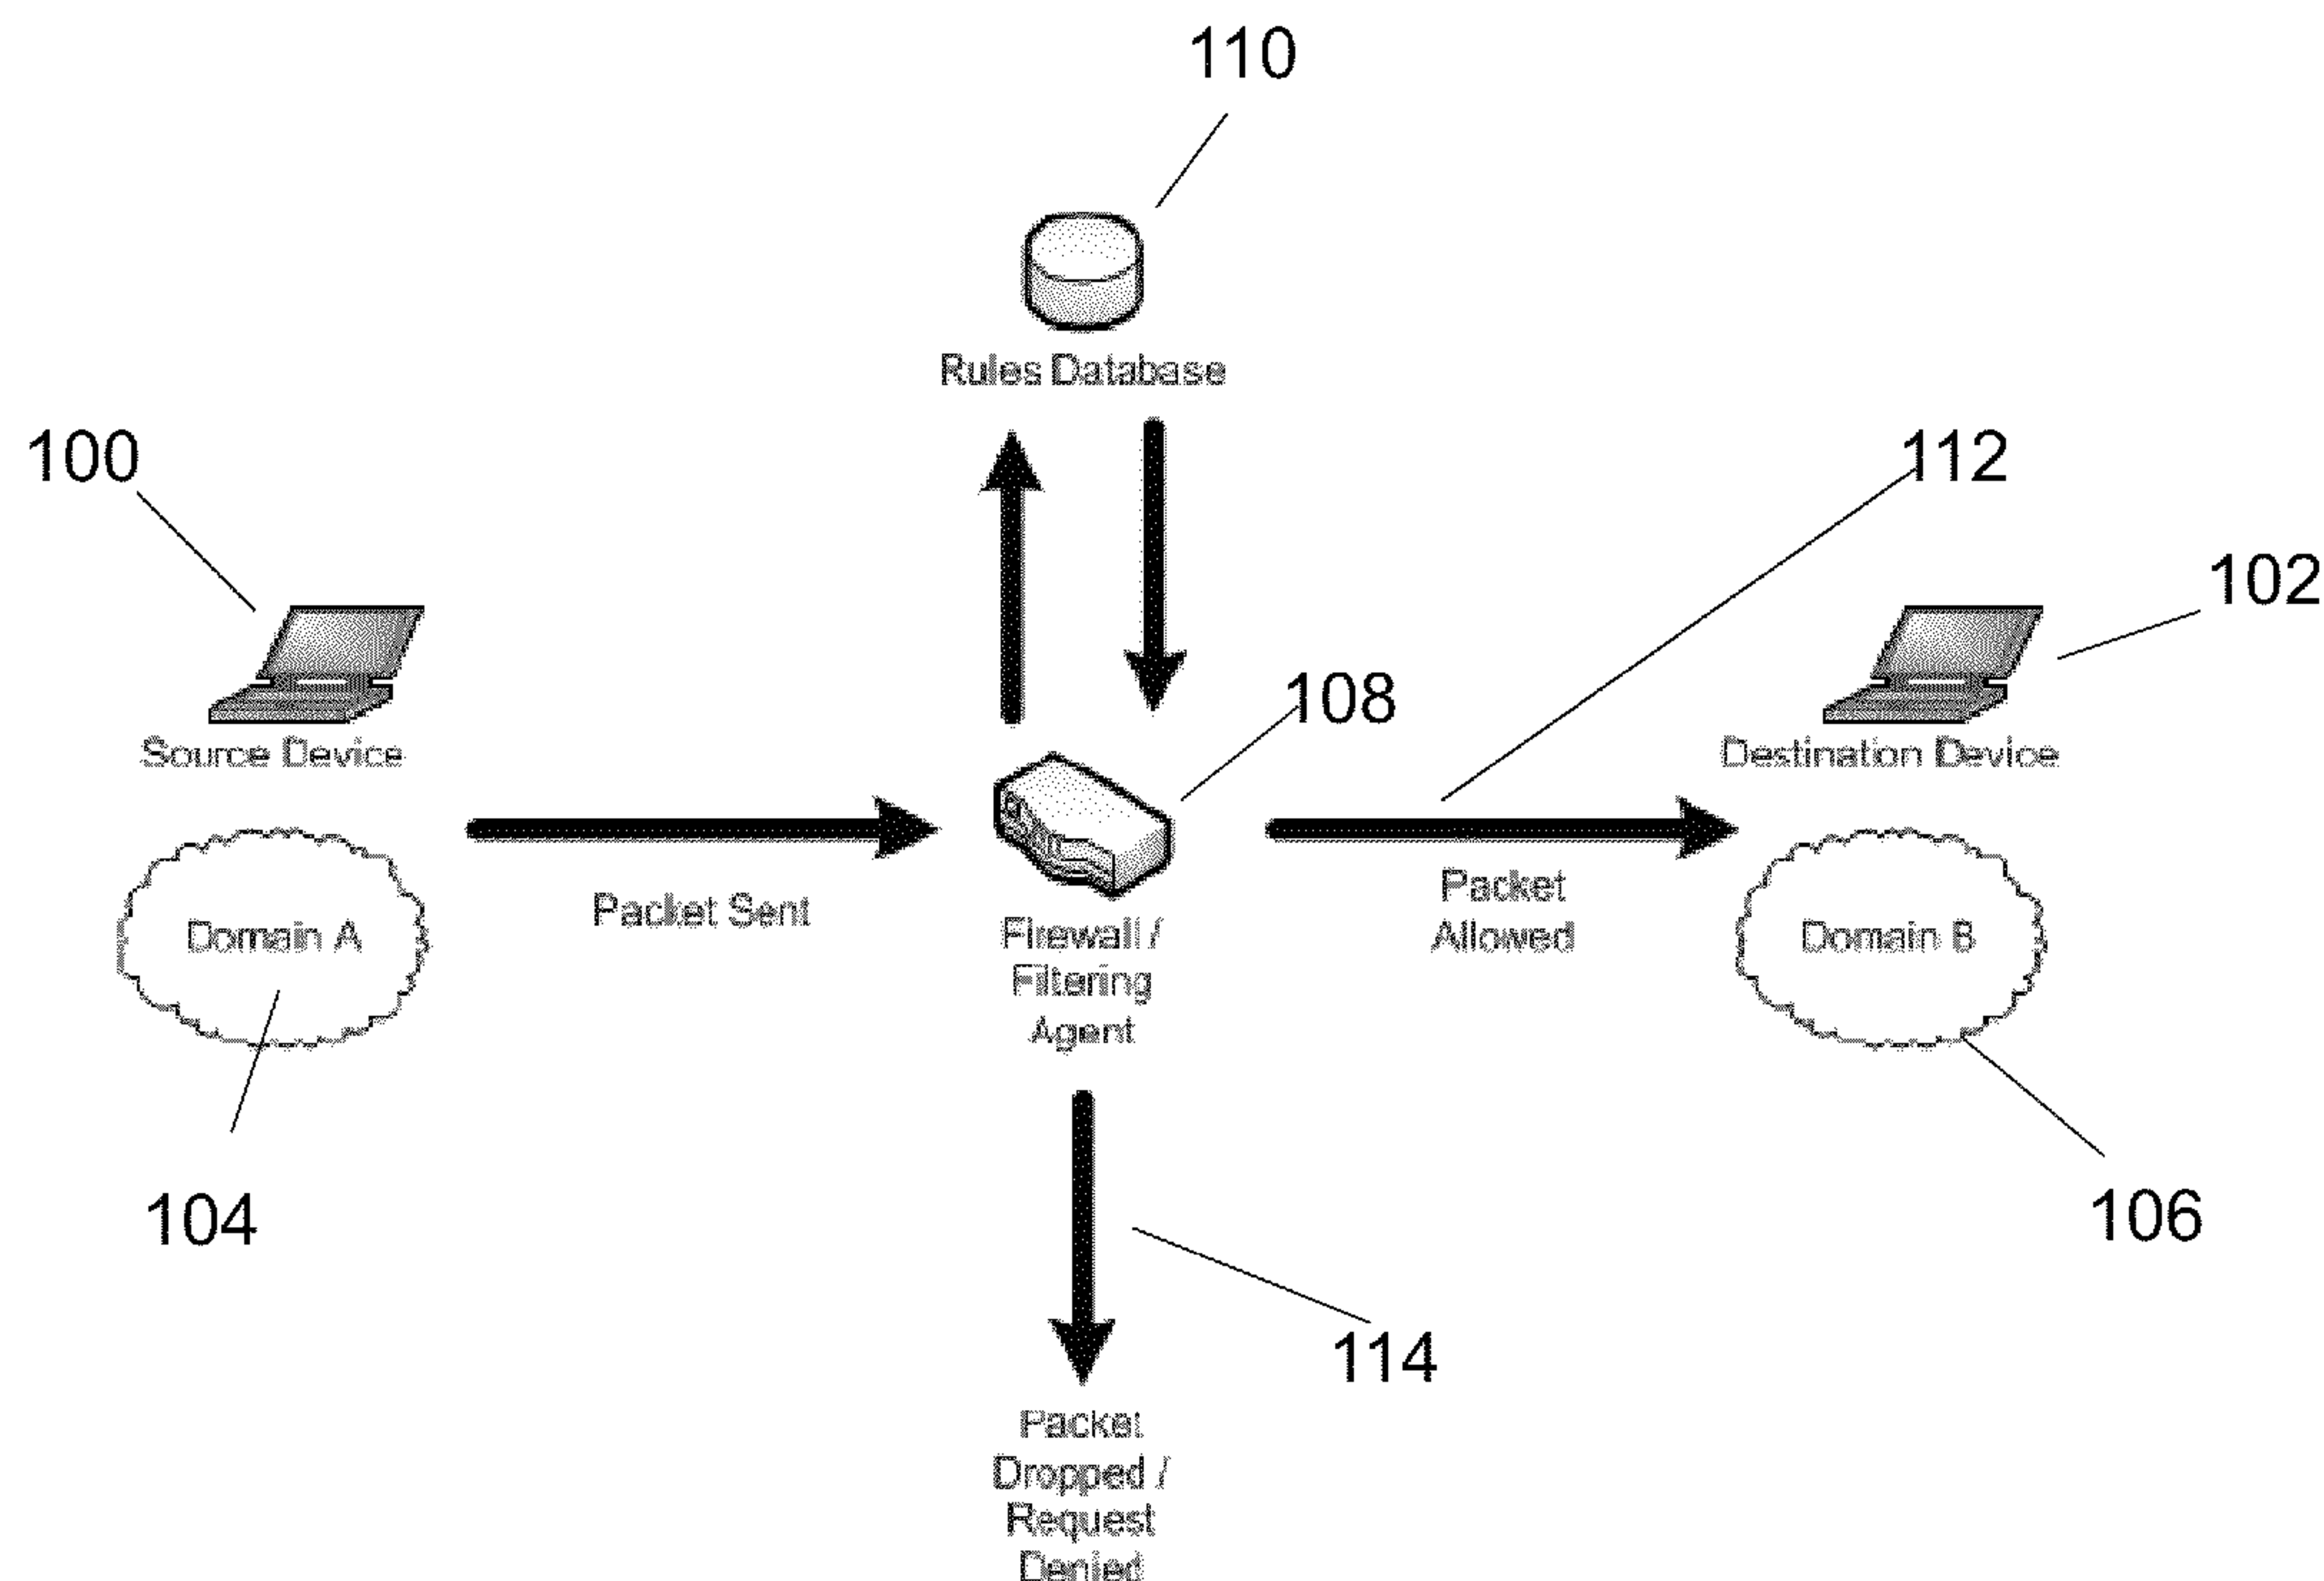 110
Rules Database
100
112
102
108
Source Device
Destination Device
Packet Sent
Packet
Allowed
Domain A
Firewall /
Filtering
Agent
Domain B
104
106
114
Packet
Dropped /
Request
Denied